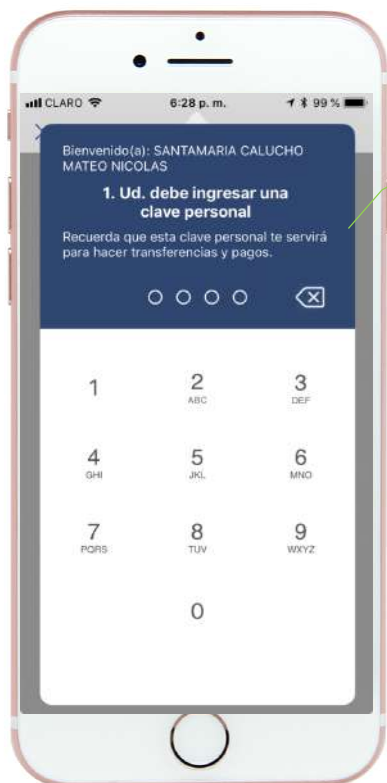 CLARO 6:28 p. m. 99 %
Bienvenido(a): SANTAMARIA CALUCHO
MATEO NICOLAS
1. Ud. debe ingresar una
clave personal
Recuerda que esta clave personal te servirá
para hacer transferencias y pagos.
1 2 3
ABC DEF
4 5 6
GHI JKL MNO
7 8 9
PQRS TUV WXYZ
0